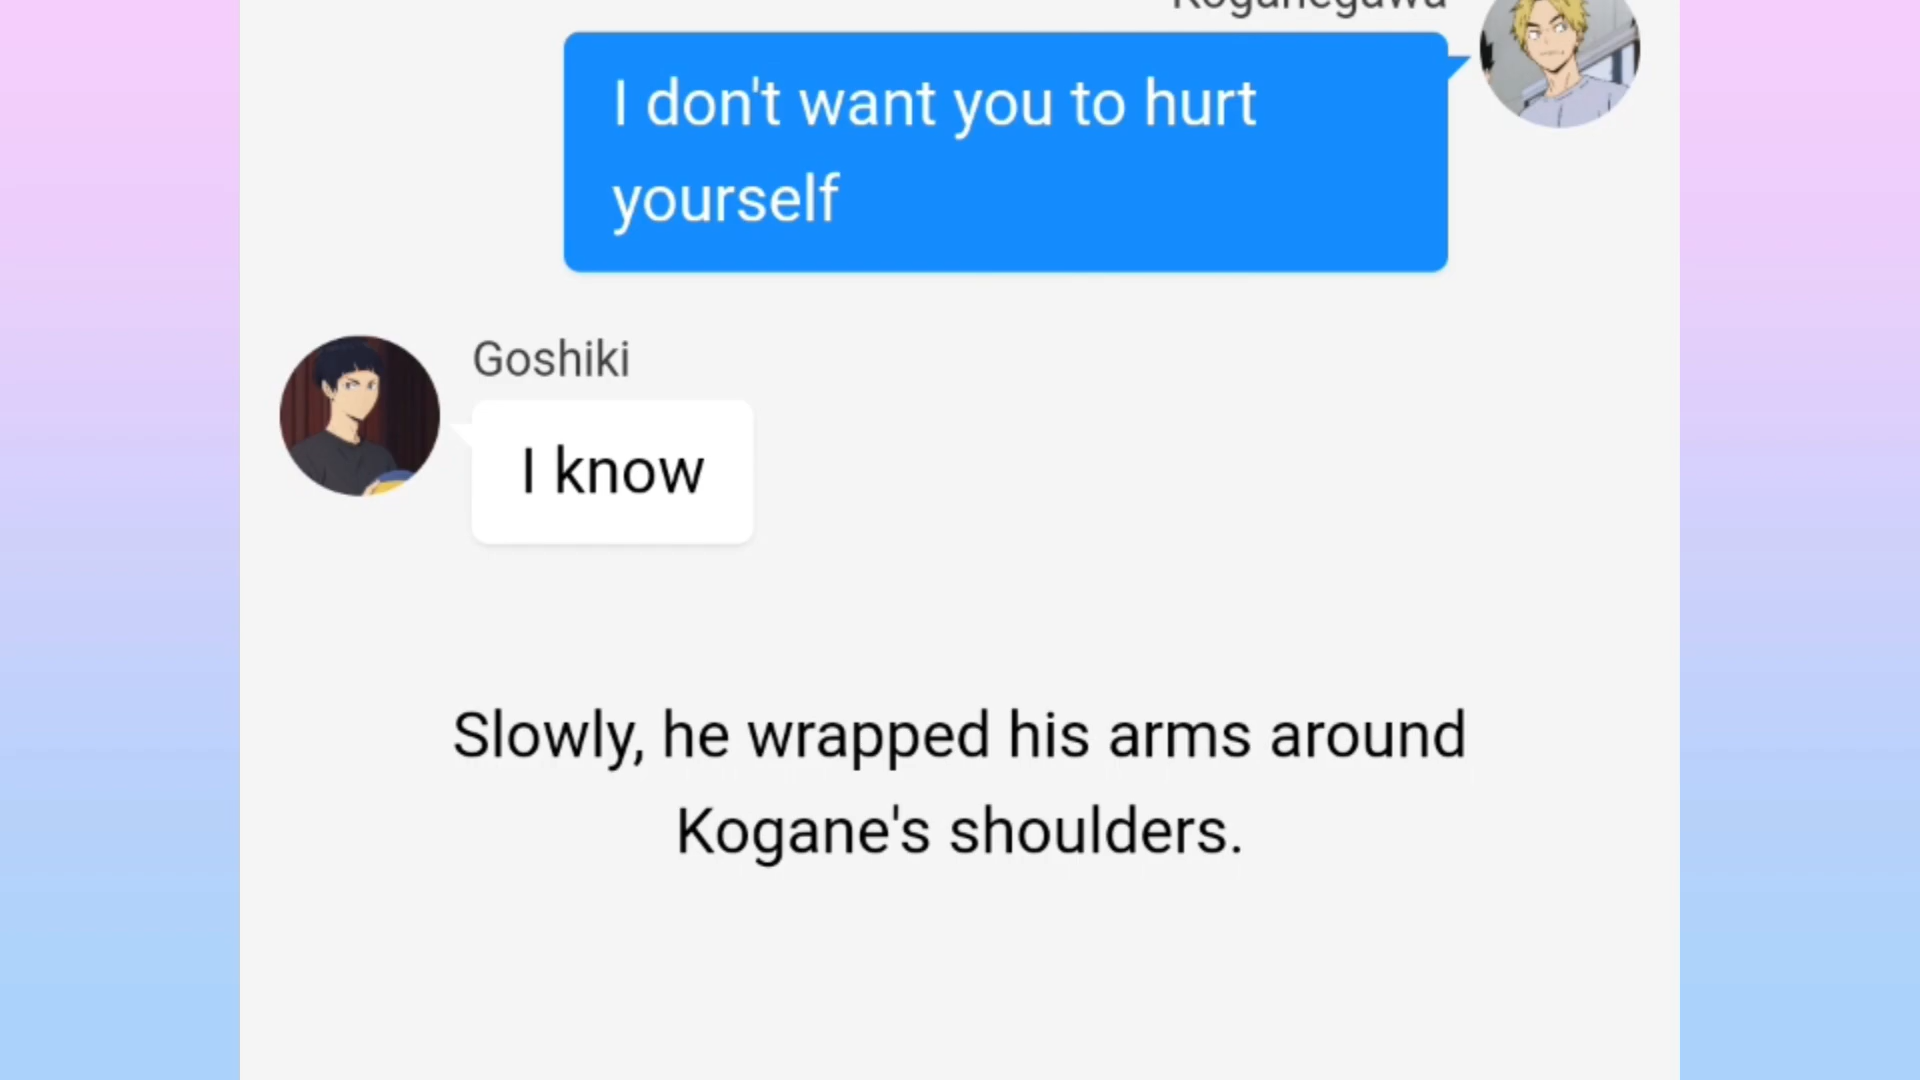 Koganegawa
I don't want you to hurt
yourself
Goshiki
I know
Slowly, he wrapped his arms around
Kogane's shoulders.